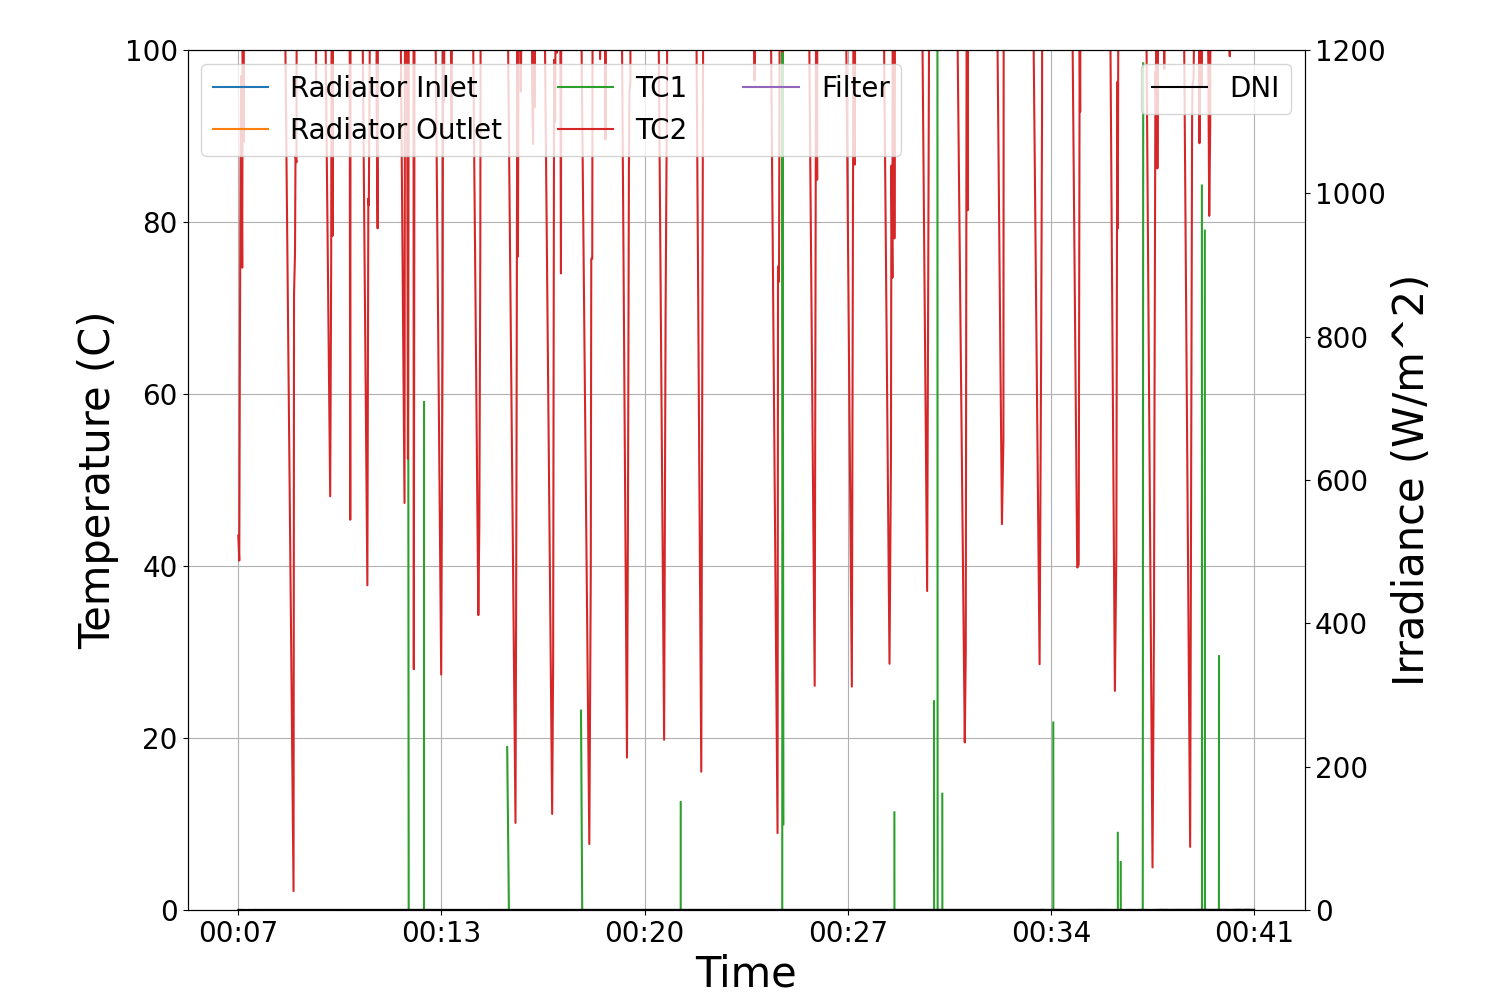 100
80
60
40
20
0
Temperature (C)
Radiator Inlet
Radiator Outlet
TC1
TC2
Filter
DNI
1200
1000
800
600
400
200
0
Irradiance (W/m^2)
00:07 00:13 00:20 00:27 00:34 00:41
Time